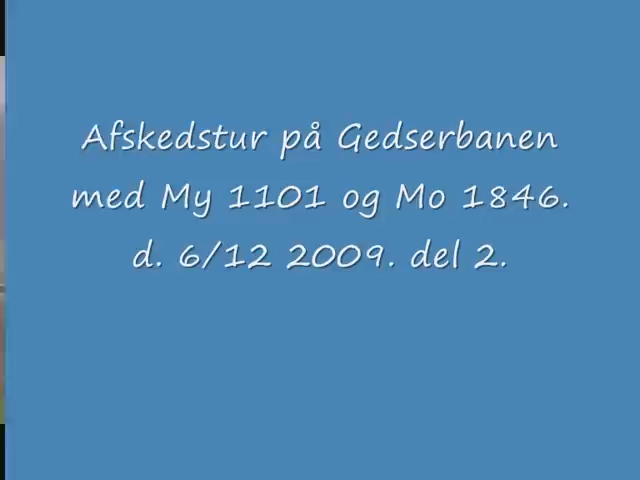 Afskedstur på Gedserbanen
med My 1101 og Mo 1846.
d. 6/12 2009. del 2.